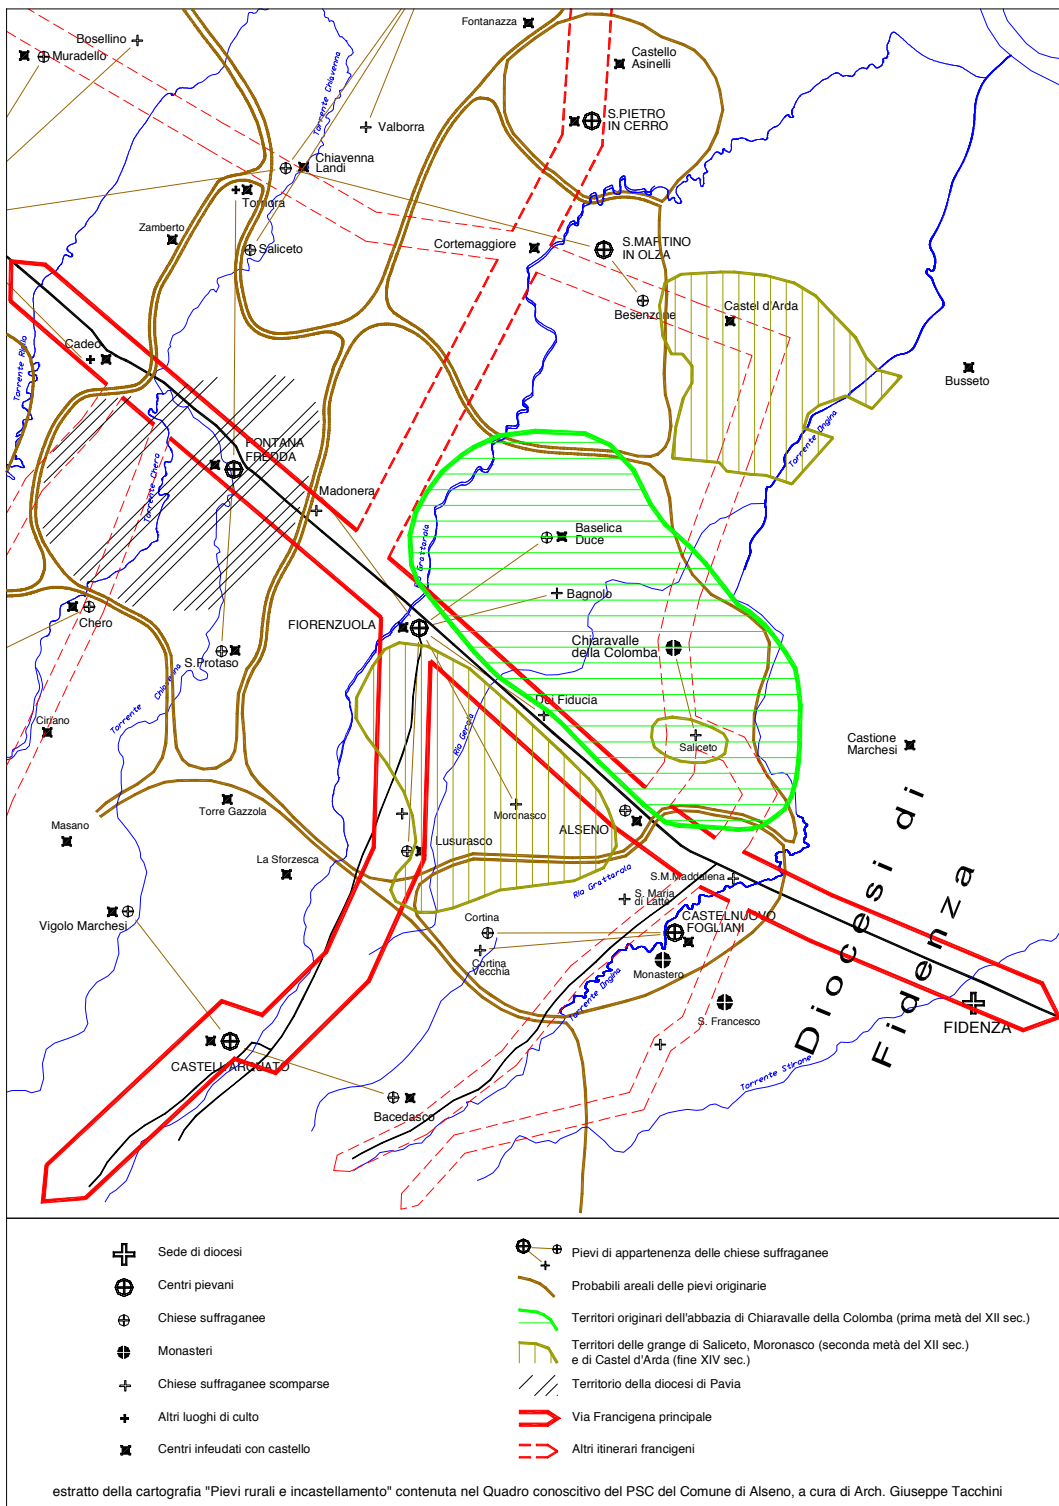 Fontanazza
Bosellino
Muradello
Castello
Asinelli
Torrente Chiavenna
S.PIETRO
IN CERRO
Valborra
Chiavenna
Landi
Tomora
Zamberto
Saliceto
Cortemaggiore
S.MARTINO
IN OLZA
Besenzone
Castel d'Arda
Cadeo
Torrente Riglio
Busseto
Torrente Ongina
FONTANA
FREDDA
Torrente Chero
Madonera
Baselica
Duce
Rio Grattarolo
Bagnolo
Chero
FIORENZUOLA
Chiaravalle
della Colomba
S.Protaso
Torrente Chiavenna
Doi Fiducia
Ciriano
Rio Gerola
Saliceto
Castione
Marchesi
Torre Gazzola
Moronasco
ALSENO
Masano
Lusurasco
La Sforzesca
Diocesi di
Fidenza
S.M.Maddalena
Rio Grattarolo
S. Maria
di Latte
Vigolo Marchesi
Cortina
CASTELNUOVO
FOGLIANI
Cortina
Vecchia
Monastero
Torrente Ongina
S. Francesco
FIDENZA
CASTELL'ARQUATO
Torrente Stirone
Bacedasco
Sede di diocesi
Centri pievani
Chiese suffraganee
Monasteri
Chiese suffraganee scomparse
Altri luoghi di culto
Centri infeudati con castello
Pievi di appartenenza delle chiese suffraganee
Probabili areali delle pievi originarie
Territori originari dell'abbazia di Chiaravalle della Colomba (prima metà del XII sec.)
Territori delle grange di Saliceto, Moronasco (seconda metà del XII sec.)
e di Castel d'Arda (fine XIV sec.)
Territorio della diocesi di Pavia
Via Francigena principale
Altri itinerari francigeni
estratto della cartografia "Pievi rurali e incastellamento" contenuta nel Quadro conoscitivo del PSC del Comune di Alseno, a cura di Arch. Giuseppe Tacchini